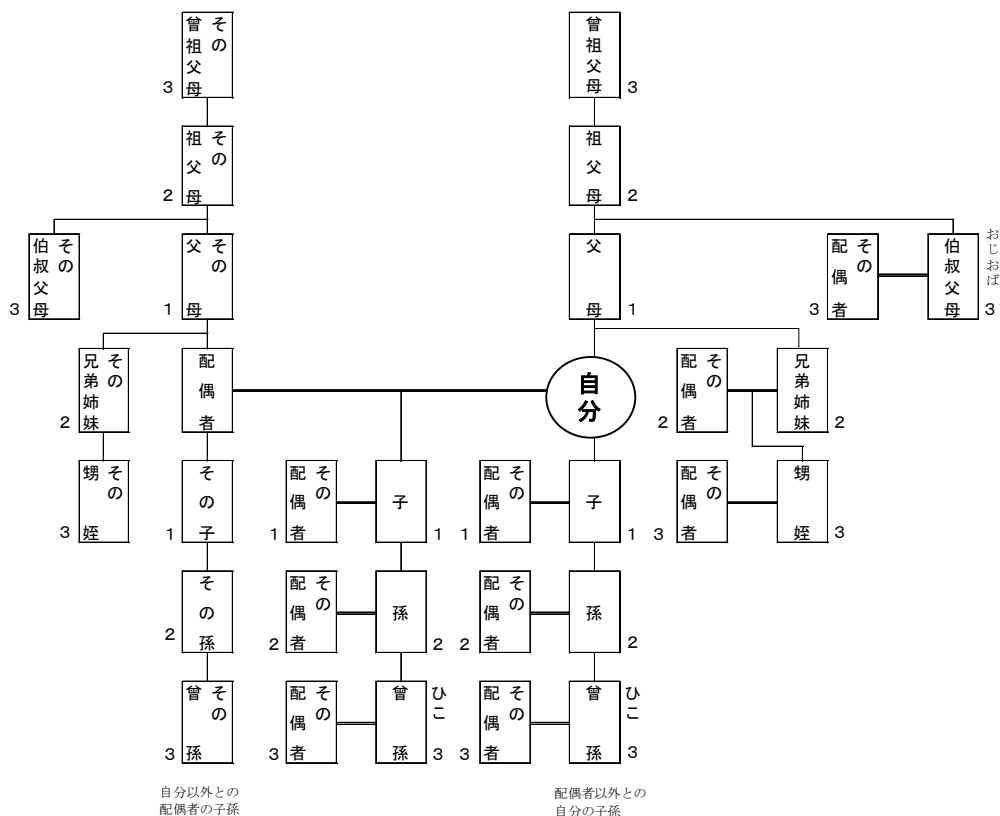 その曾祖父母
3
曾祖父母
3
その祖父母
2
祖父母
2
その伯叔父母
3
その父母
1
父母
1
その配偶者
3
伯叔父母
おじおば
3
その兄弟姉妹
2
配偶者
自分
その配偶者
2
兄弟姉妹
2
その甥姪
3
その子
1
その配偶者
1
子
1
その配偶者
1
子
1
その配偶者
3
甥姪
3
その孫
2
その配偶者
2
孫
2
その配偶者
2
孫
2
その曾孫
3
その配偶者
3
曾孫
ひこ
3
その配偶者
3
曾孫
ひこ
3
自分以外との
配偶者の子孫
配偶者以外との
自分の子孫